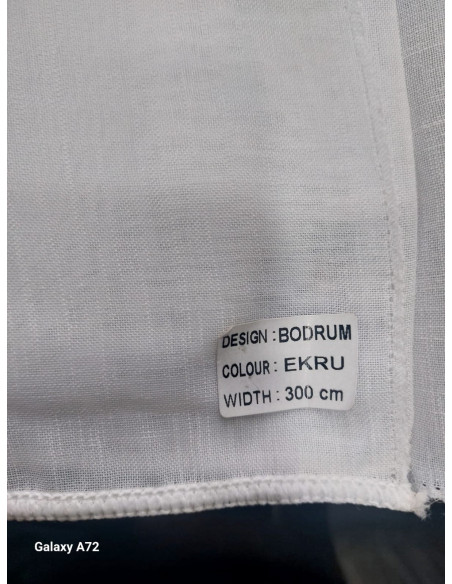 DESIGN : BODRUM
COLOUR : EKRU
WIDTH : 300 cm
Galaxy A72